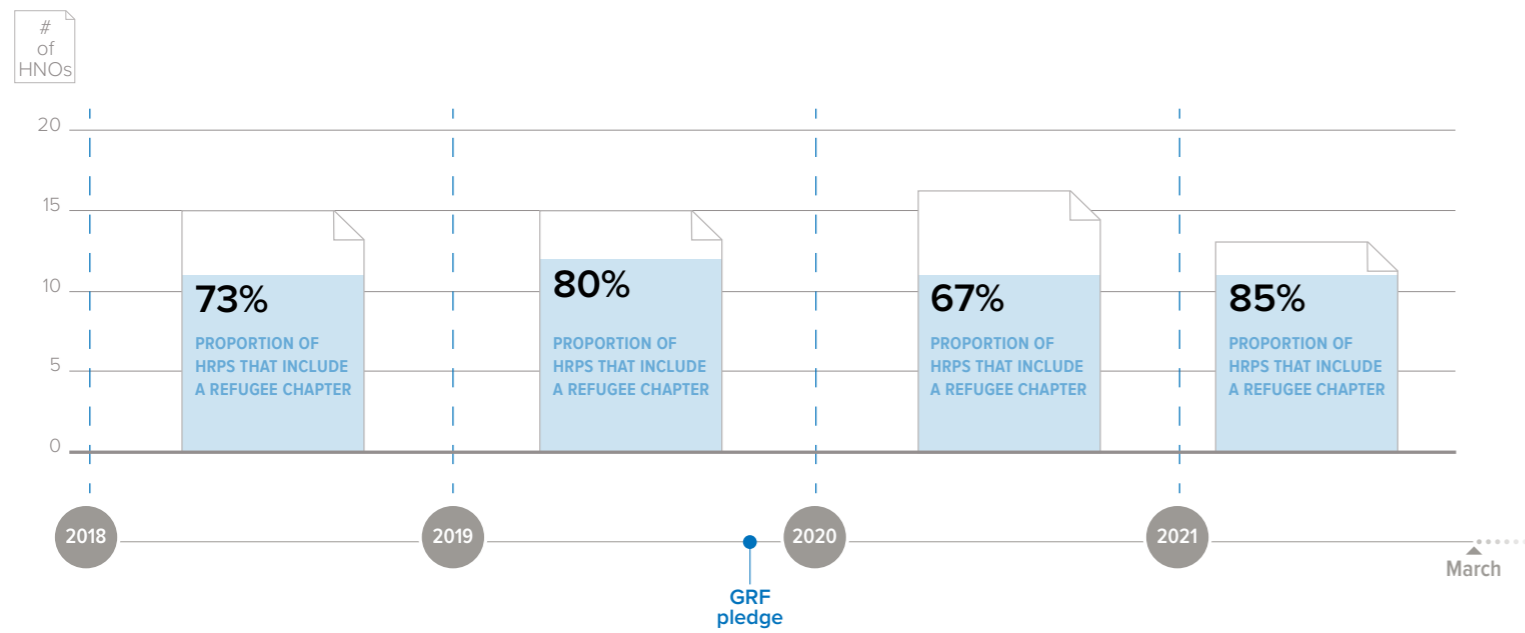 #
of
HNOs
20
15
10
5
0
73%
PROPORTION OF
HRPS THAT INCLUDE
A REFUGEE CHAPTER
80%
PROPORTION OF
HRPS THAT INCLUDE
A REFUGEE CHAPTER
67%
PROPORTION OF
HRPS THAT INCLUDE
A REFUGEE CHAPTER
85%
PROPORTION OF
HRPS THAT INCLUDE
A REFUGEE CHAPTER
2018
2019
2020
2021
March
GRF
pledge